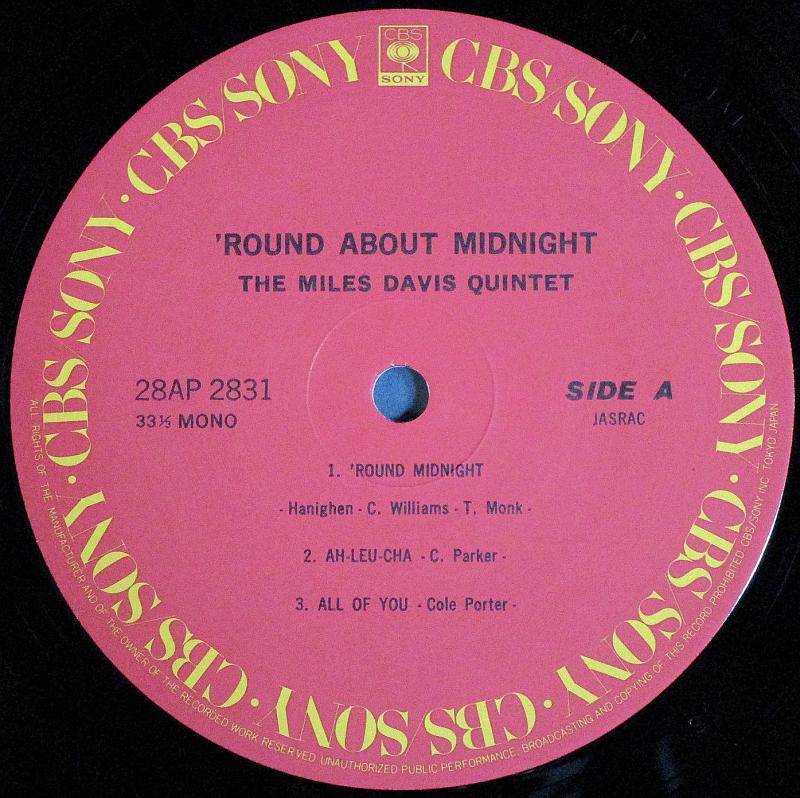 CBS
SONY
CBS/SONY · CBS/SONY · CBS/SONY · CBS/SONY · CBS/SONY · CBS/SONY · CBS/SONY · CBS/SONY
'ROUND ABOUT MIDNIGHT
THE MILES DAVIS QUINTET
28AP 2831
33⅓ MONO
SIDE A
JASRAC
1. 'ROUND MIDNIGHT
- Hanighen - C. Williams - T. Monk -
2. AH-LEU-CHA - C. Parker -
3. ALL OF YOU - Cole Porter -
ALL RIGHTS OF THE MANUFACTURER AND OF THE OWNER OF THE RECORDED WORK RESERVED UNAUTHORIZED PUBLIC PERFORMANCE. BROADCASTING AND COPYING OF THIS RECORD PROHIBITED CBS/SONY INC. TOKYO JAPAN